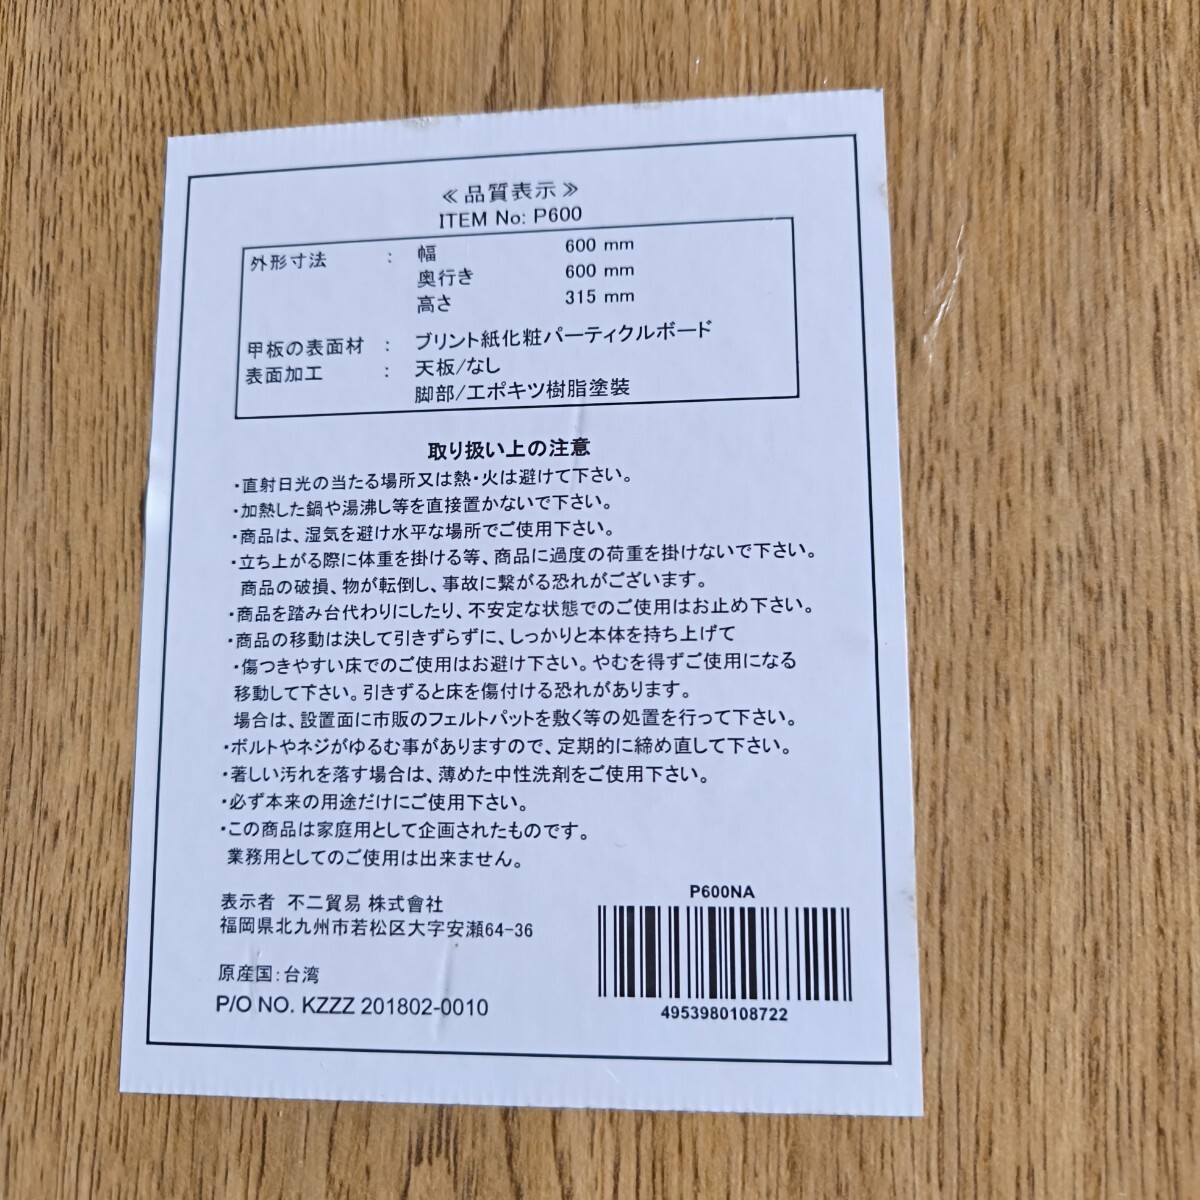 ≪品質表示≫
ITEM No: P600
外形寸法 : 幅 600 mm
奥行き 600 mm
高さ 315 mm
甲板の表面材 : プリント紙化粧パーティクルボード
表面加工 : 天板/なし
脚部/エポキツ樹脂塗装
取り扱い上の注意
・直射日光の当たる場所又は熱・火は避けて下さい。
・加熱した鍋や湯沸し等を直接置かないで下さい。
・商品は、湿気を避け水平な場所でご使用下さい。
・立ち上がる際に体重を掛ける等、商品に過度の荷重を掛けないで下さい。
商品の破損、物が転倒し、事故に繋がる恐れがございます。
・商品を踏み台代わりにしたり、不安定な状態でのご使用はお止め下さい。
・商品の移動は決して引きずらずに、しっかりと本体を持ち上げて
・傷つきやすい床でのご使用はお避け下さい。やむを得ずご使用になる
移動して下さい。引きずると床を傷付ける恐れがあります。
場合は、設置面に市販のフェルトパットを敷く等の処置を行って下さい。
・ボルトやネジがゆるむ事がありますので、定期的に締め直して下さい。
・著しい汚れを落す場合は、薄めた中性洗剤をご使用下さい。
・必ず本来の用途だけにご使用下さい。
・この商品は家庭用として企画されたものです。
業務用としてのご使用は出来ません。
表示者 不二貿易 株式會社
福岡県北九州市若松区大字安瀬64-36
原産国:台湾
P/O NO. KZZZ 201802-0010
P600NA
4953980108722